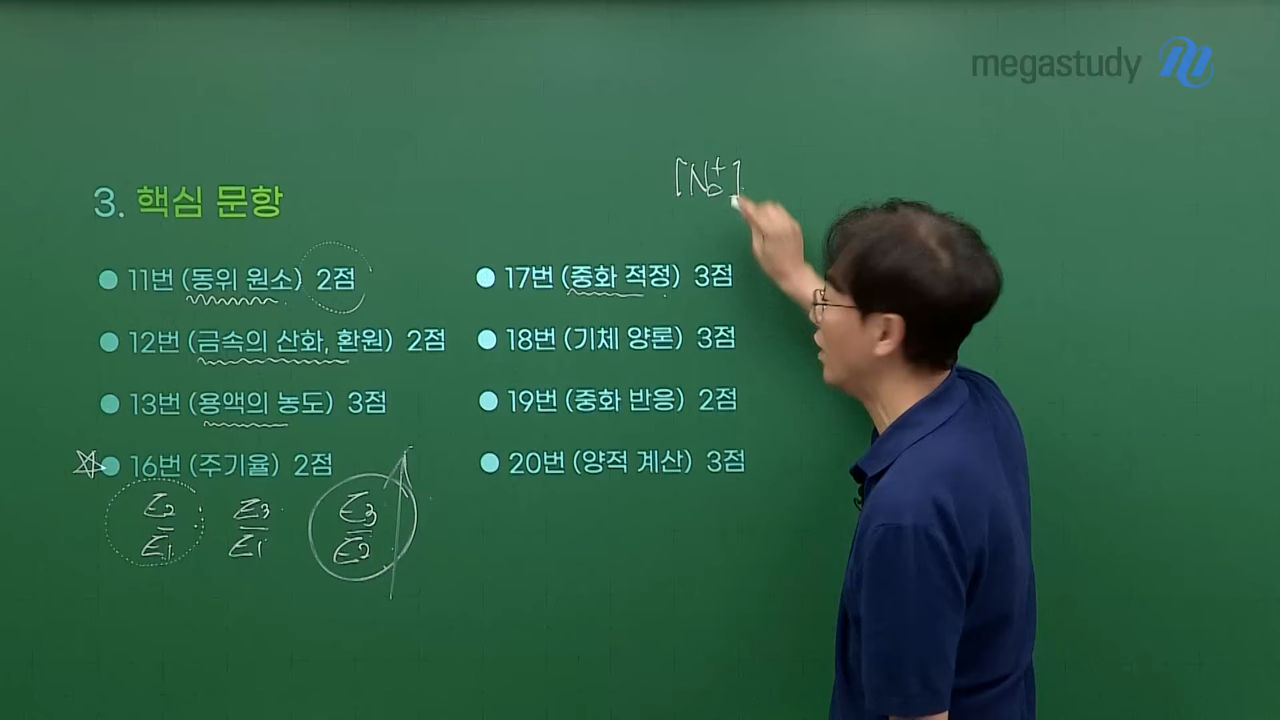 megastudy
[Na+]
3. 핵심 문항
● 11번 (동위 원소) 2점
● 12번 (금속의 산화, 환원) 2점
● 13번 (용액의 농도) 3점
● 16번 (주기율) 2점
E2/E1 E3/E1 E3/E2
● 17번 (중화 적정) 3점
● 18번 (기체 양론) 3점
● 19번 (중화 반응) 2점
● 20번 (양적 계산) 3점